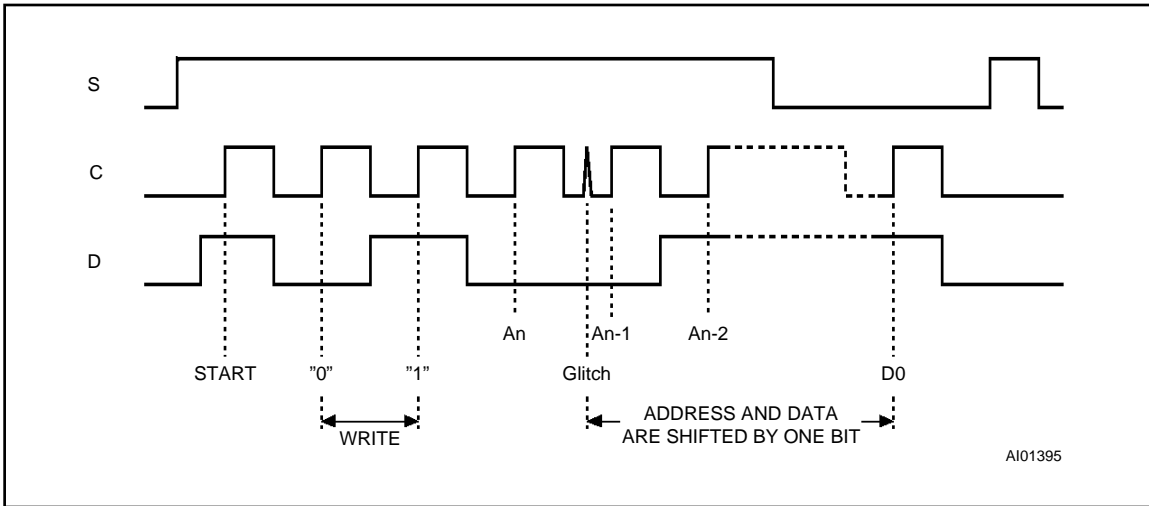 S
C
D
An An-1 An-2
START ”0” ”1” Glitch D0
WRITE
ADDRESS AND DATA
ARE SHIFTED BY ONE BIT
AI01395